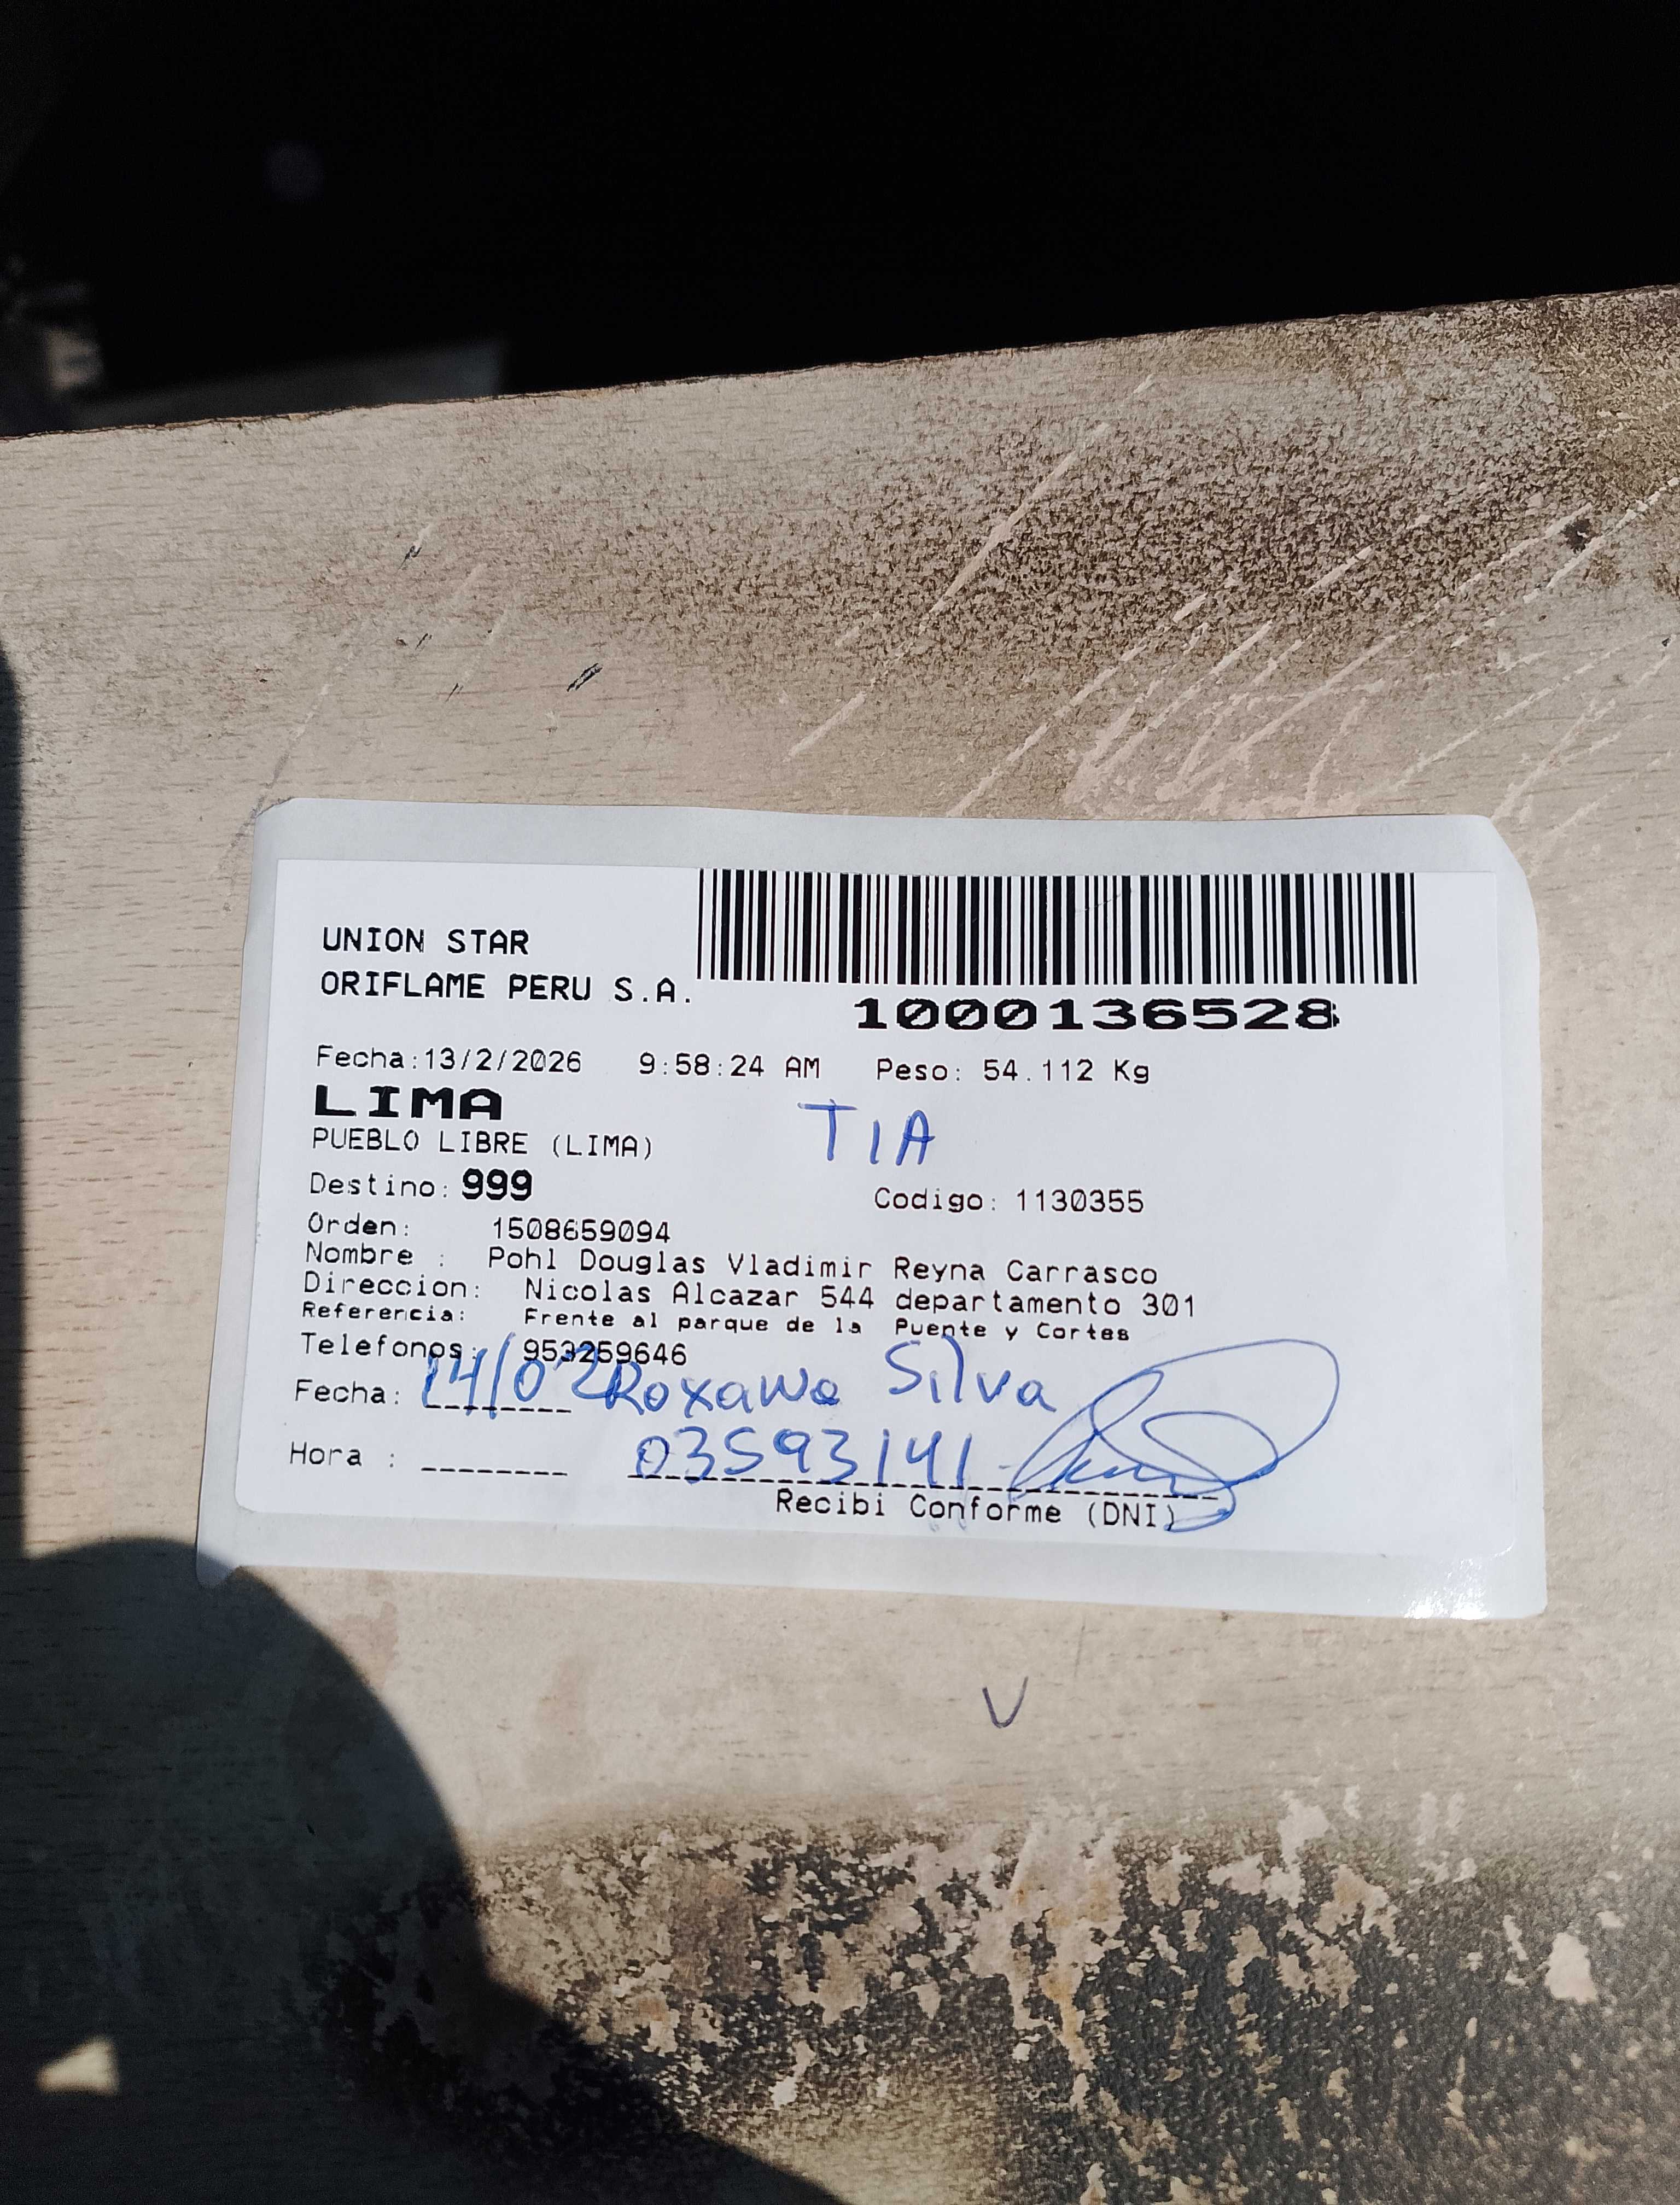 UNION STAR
ORIFLAME PERU S.A.
1000136528
Fecha:13/2/2026 9:58:24 AM Peso: 54.112 Kg
LIMA
TIA
PUEBLO LIBRE (LIMA)
Destino: 999
Codigo: 1130355
Orden: 1508659094
Nombre : Pohl Douglas Vladimir Reyna Carrasco
Direccion: Nicolas Alcazar 544 departamento 301
Referencia: Frente al parque de la Puente y Cortes
Telefonos: 953259646
Fecha: 14/02 Roxana Silva
Hora : 03593141
Recibi Conforme (DNI)
V